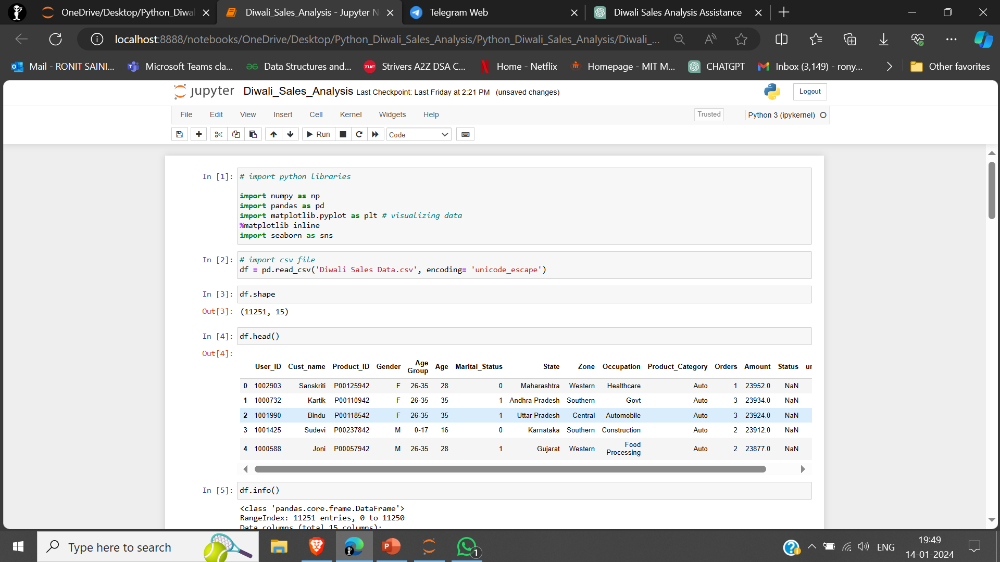 OneDrive/Desktop/Python_Diwal
Diwali_Sales_Analysis - Jupyter N
Telegram Web
Diwali Sales Analysis Assistance
localhost:8888/notebooks/OneDrive/Desktop/Python_Diwali_Sales_Analysis/Python_Diwali_Sales_Analysis/Diwali_...
Mail - RONIT SAINI...
Microsoft Teams cla...
Data Structures and...
TUF
Strivers A2Z DSA C...
Home - Netflix
Homepage - MIT M...
CHATGPT
Inbox (3,149) - rony...
Other favorites
jupyter Diwali_Sales_Analysis Last Checkpoint: Last Friday at 2:21 PM (unsaved changes)
Logout
File Edit View Insert Cell Kernel Widgets Help
Trusted
Python 3 (ipykernel)
Run
Code
In [1]: # import python libraries
import numpy as np
import pandas as pd
import matplotlib.pyplot as plt # visualizing data
%matplotlib inline
import seaborn as sns
In [2]: # import csv file
df = pd.read_csv('Diwali Sales Data.csv', encoding= 'unicode_escape')
In [3]: df.shape
Out[3]: (11251, 15)
In [4]: df.head()
Out[4]:
User_ID Cust_name Product_ID Gender Age Group Age Marital_Status State Zone Occupation Product_Category Orders Amount Status ur
0 1002903 Sanskriti P00125942 F 26-35 28 0 Maharashtra Western Healthcare Auto 1 23952.0 NaN
1 1000732 Kartik P00110942 F 26-35 35 1 Andhra Pradesh Southern Govt Auto 3 23934.0 NaN
2 1001990 Bindu P00118542 F 26-35 35 1 Uttar Pradesh Central Automobile Auto 3 23924.0 NaN
3 1001425 Sudevi P00237842 M 0-17 16 0 Karnataka Southern Construction Auto 2 23912.0 NaN
4 1000588 Joni P00057942 M 26-35 28 1 Gujarat Western Food Processing Auto 2 23877.0 NaN
In [5]: df.info()
<class 'pandas.core.frame.DataFrame'>
RangeIndex: 11251 entries, 0 to 11250
Data columns (total 15 columns):
Type here to search
1
ENG
19:49
14-01-2024